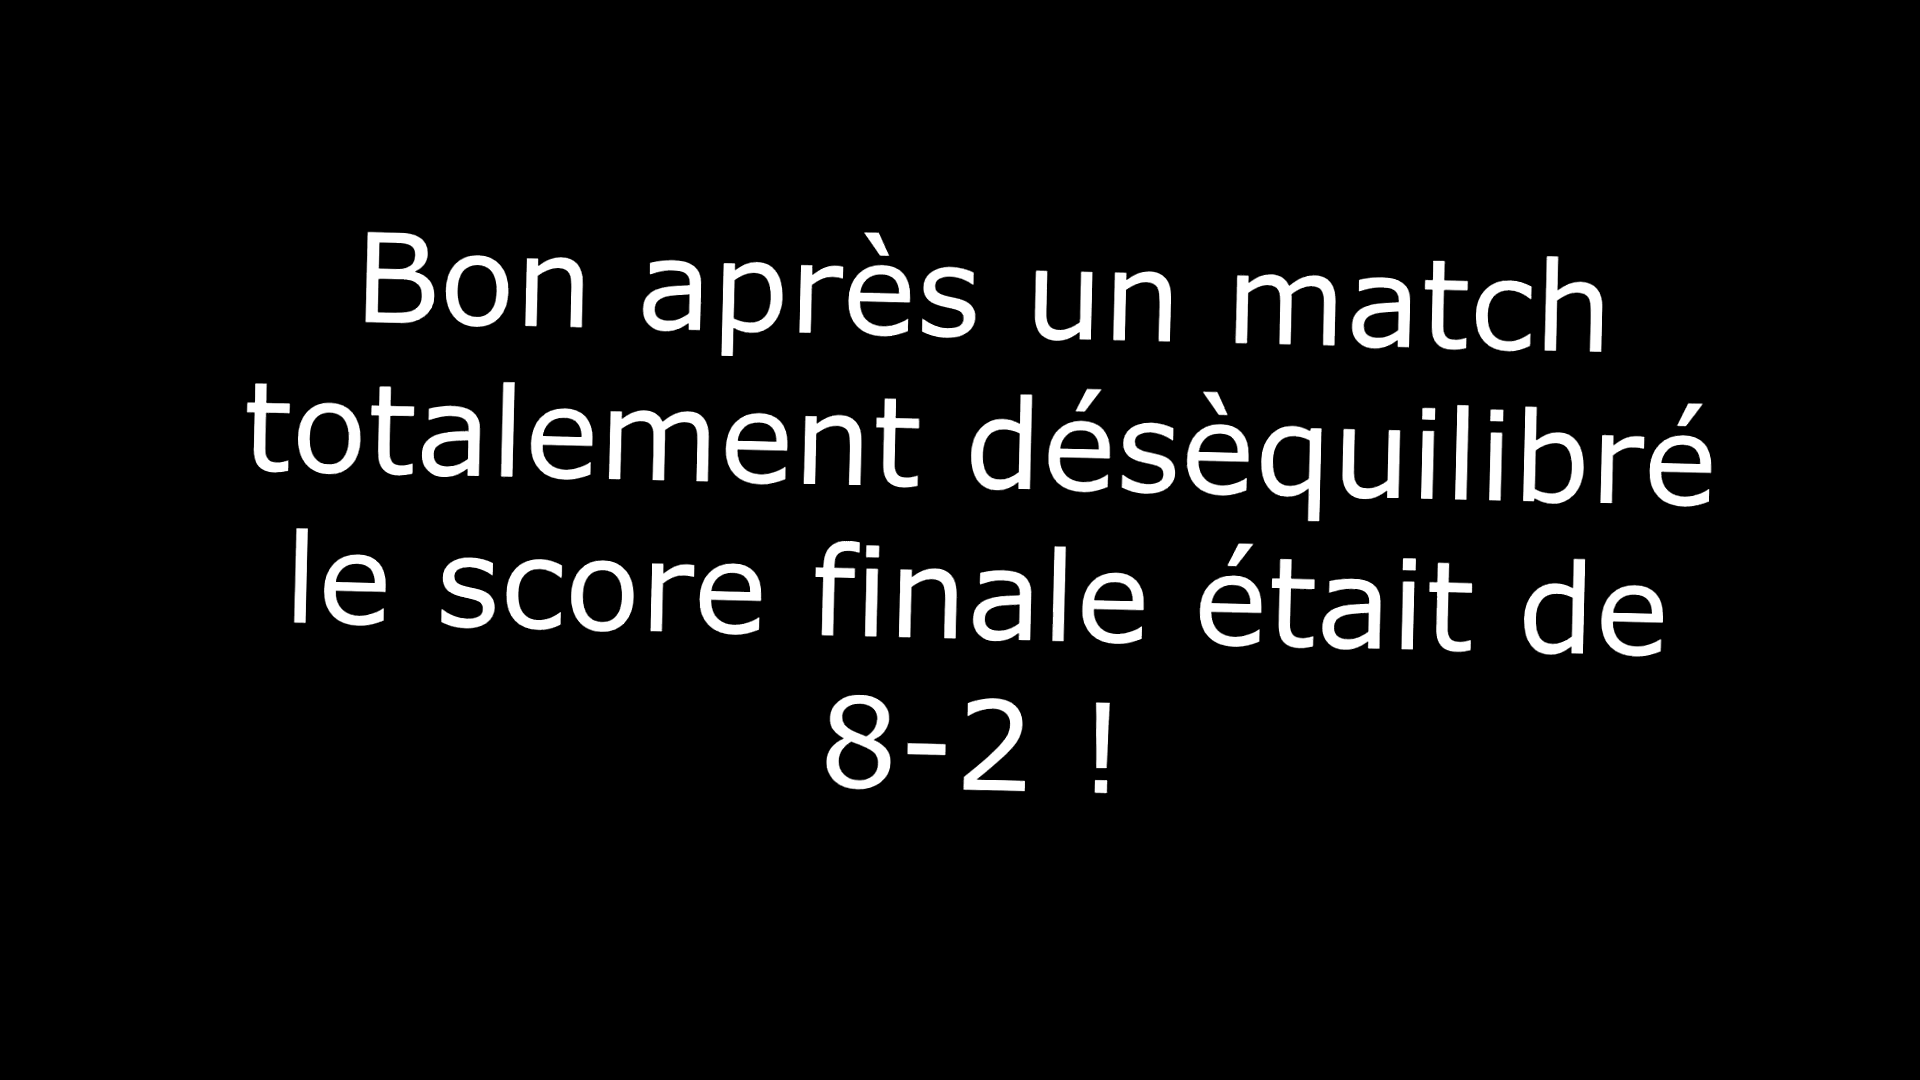 Bon après un match
totalement désèquilibré
le score finale était de
8-2 !